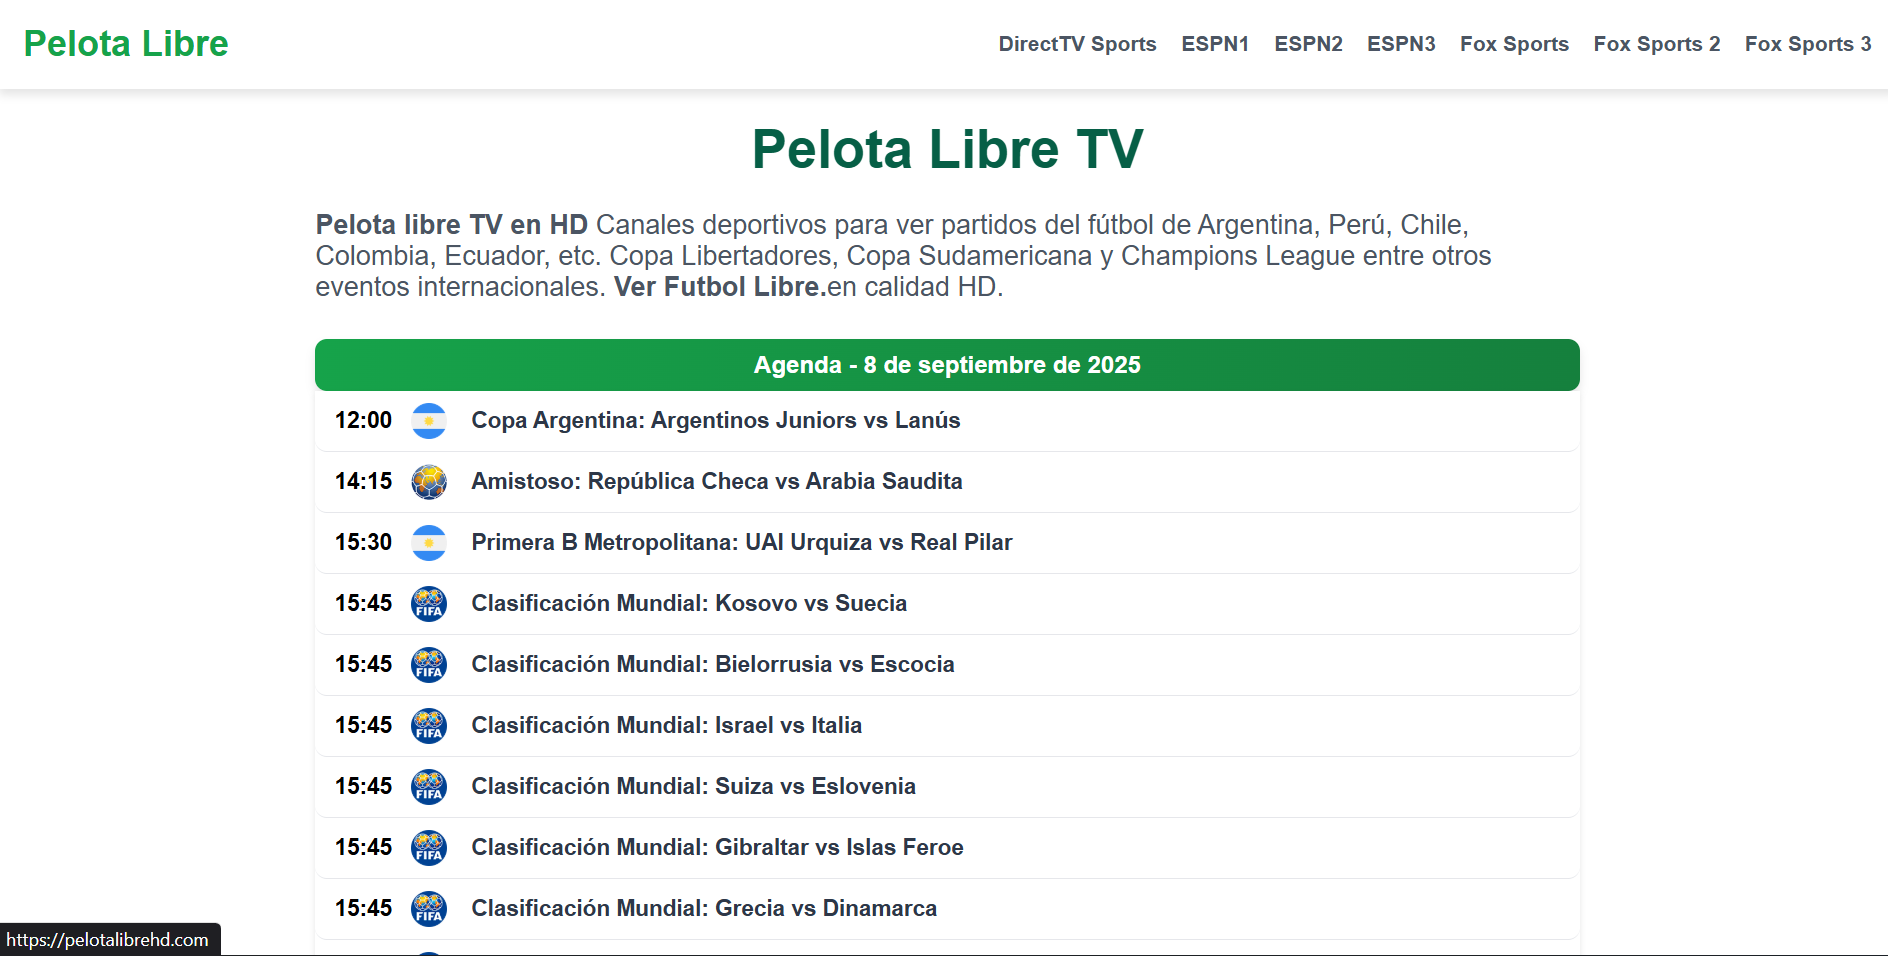 Pelota Libre
DirectTV Sports ESPN1 ESPN2 ESPN3 Fox Sports Fox Sports 2 Fox Sports 3
Pelota Libre TV
Pelota libre TV en HD Canales deportivos para ver partidos del fútbol de Argentina, Perú, Chile,
Colombia, Ecuador, etc. Copa Libertadores, Copa Sudamericana y Champions League entre otros
eventos internacionales. Ver Futbol Libre.en calidad HD.
Agenda - 8 de septiembre de 2025
12:00 Copa Argentina: Argentinos Juniors vs Lanús
14:15 Amistoso: República Checa vs Arabia Saudita
15:30 Primera B Metropolitana: UAI Urquiza vs Real Pilar
15:45 FIFA Clasificación Mundial: Kosovo vs Suecia
15:45 FIFA Clasificación Mundial: Bielorrusia vs Escocia
15:45 FIFA Clasificación Mundial: Israel vs Italia
15:45 FIFA Clasificación Mundial: Suiza vs Eslovenia
15:45 FIFA Clasificación Mundial: Gibraltar vs Islas Feroe
15:45 FIFA Clasificación Mundial: Grecia vs Dinamarca
https://pelotalibrehd.com